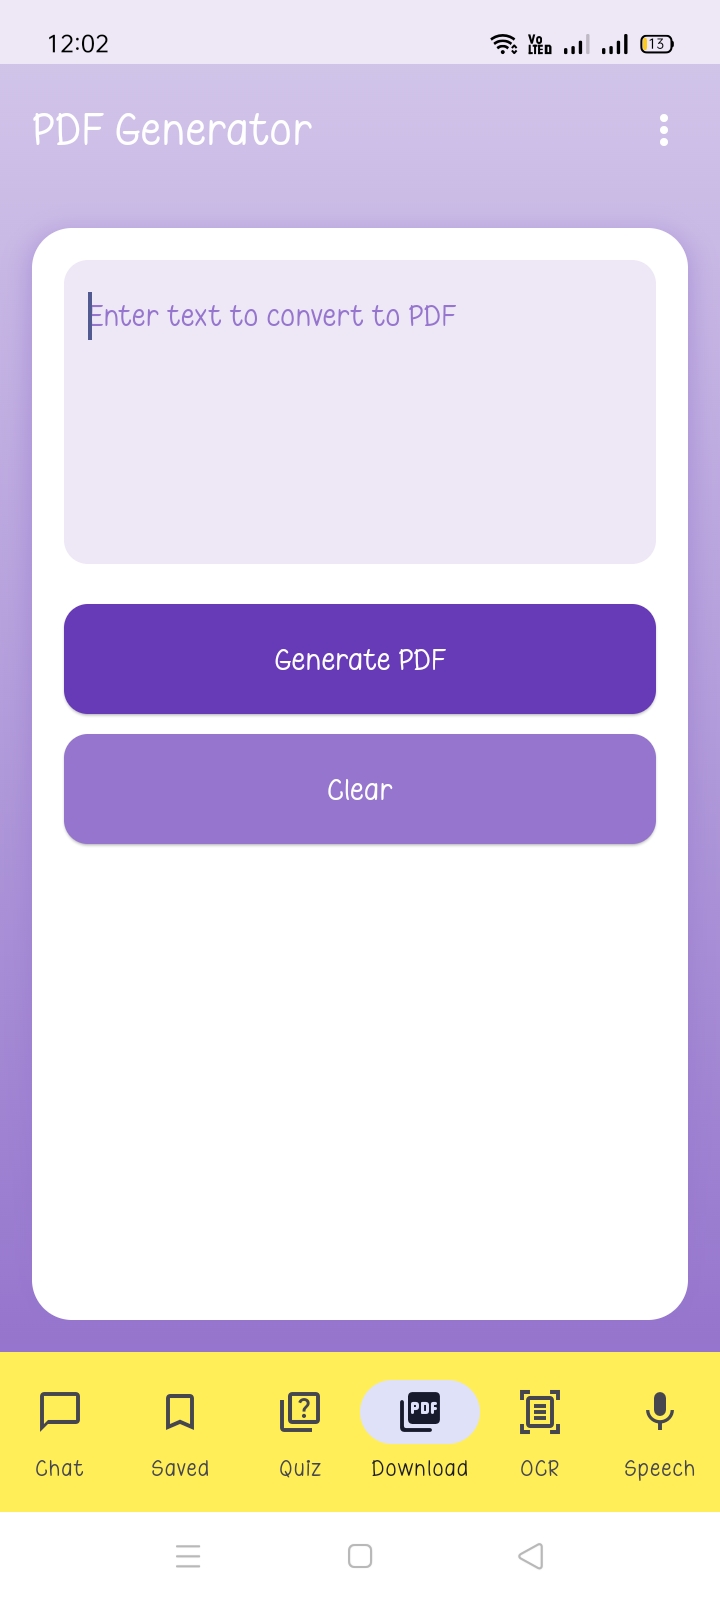 12:02
Vo
LTED
13
PDF Generator
Enter text to convert to PDF
Generate PDF
Clear
PDF
Chat
Saved
Quiz
Download
OCR
Speech